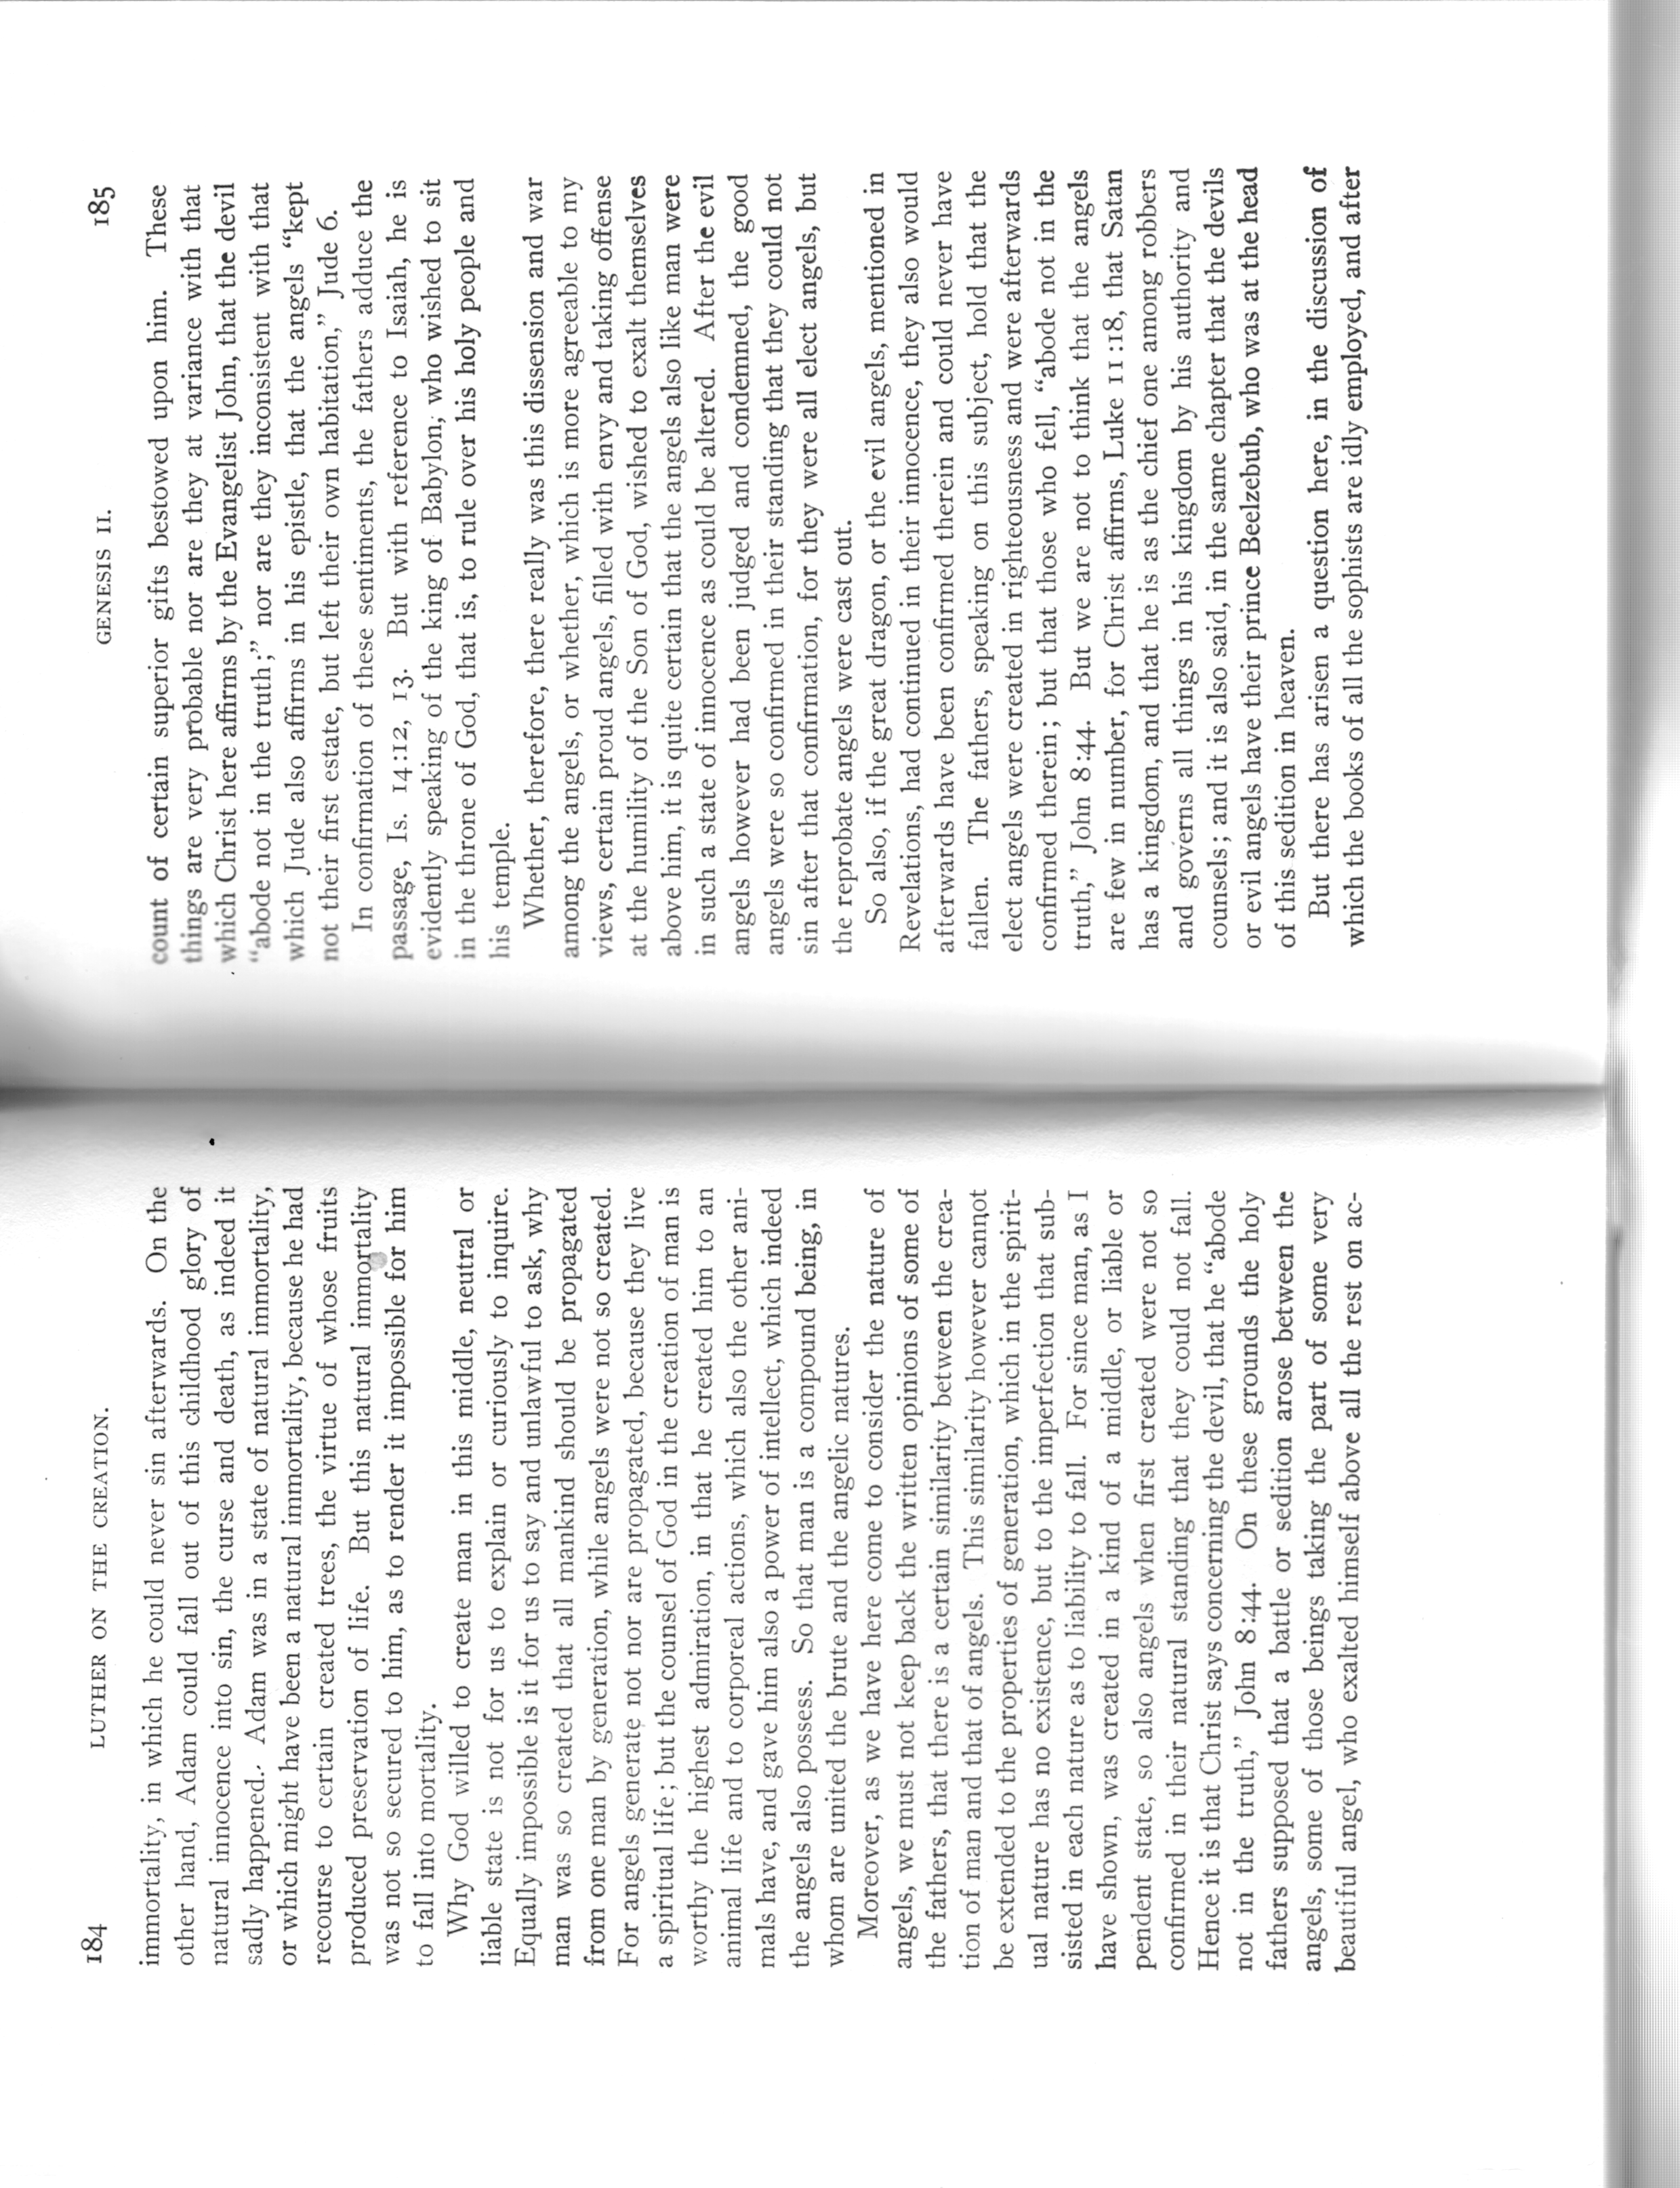 184 LUTHER ON THE CREATION.
immortality, in which he could never sin afterwards. On the
other hand, Adam could fall out of this childhood glory of
natural innocence into sin, the curse and death, as indeed it
sadly happened. Adam was in a state of natural immortality,
or which might have been a natural immortality, because he had
recourse to certain created trees, the virtue of whose fruits
produced preservation of life. But this natural immortality
was not so secured to him, as to render it impossible for him
to fall into mortality.
Why God willed to create man in this middle, neutral or
liable state is not for us to explain or curiously to inquire.
Equally impossible is it for us to say and unlawful to ask, why
man was so created that all mankind should be propagated
from one man by generation, while angels were not so created.
For angels generate not nor are propagated, because they live
a spiritual life; but the counsel of God in the creation of man is
worthy the highest admiration, in that he created him to an
animal life and to corporeal actions, which also the other ani-
mals have, and gave him also a power of intellect, which indeed
the angels also possess. So that man is a compound being, in
whom are united the brute and the angelic natures.
Moreover, as we have here come to consider the nature of
angels, we must not keep back the written opinions of some of
the fathers, that there is a certain similarity between the crea-
tion of man and that of angels. This similarity however cannot
be extended to the properties of generation, which in the spirit-
ual nature has no existence, but to the imperfection that sub-
sisted in each nature as to liability to fall. For since man, as I
have shown, was created in a kind of a middle, or liable or
pendent state, so also angels when first created were not so
confirmed in their natural standing that they could not fall.
Hence it is that Christ says concerning the devil, that he “abode
not in the truth,” John 8:44. On these grounds the holy
fathers supposed that a battle or sedition arose between the
angels, some of those beings taking the part of some very
beautiful angel, who exalted himself above all the rest on ac-
GENESIS II. 185
count of certain superior gifts bestowed upon him. These
things are very probable nor are they at variance with that
which Christ here affirms by the Evangelist John, that the devil
“abode not in the truth;” nor are they inconsistent with that
which Jude also affirms in his epistle, that the angels “kept
not their first estate, but left their own habitation,” Jude 6.
In confirmation of these sentiments, the fathers adduce the
passage, Is. 14:12, 13. But with reference to Isaiah, he is
evidently speaking of the king of Babylon, who wished to sit
in the throne of God, that is, to rule over his holy people and
his temple.
Whether, therefore, there really was this dissension and war
among the angels, or whether, which is more agreeable to my
views, certain proud angels, filled with envy and taking offense
at the humility of the Son of God, wished to exalt themselves
above him, it is quite certain that the angels also like man were
in such a state of innocence as could be altered. After the evil
angels however had been judged and condemned, the good
angels were so confirmed in their standing that they could not
sin after that confirmation, for they were all elect angels, but
the reprobate angels were cast out.
So also, if the great dragon, or the evil angels, mentioned in
Revelations, had continued in their innocence, they also would
afterwards have been confirmed therein and could never have
fallen. The fathers, speaking on this subject, hold that the
elect angels were created in righteousness and were afterwards
confirmed therein; but that those who fell, “abode not in the
truth,” John 8:44. But we are not to think that the angels
are few in number, for Christ affirms, Luke 11:18, that Satan
has a kingdom, and that he is as the chief one among robbers
and governs all things in his kingdom by his authority and
counsels; and it is also said, in the same chapter that the devils
or evil angels have their prince Beelzebub, who was at the head
of this sedition in heaven.
But there has arisen a question here, in the discussion of
which the books of all the sophists are idly employed, and after